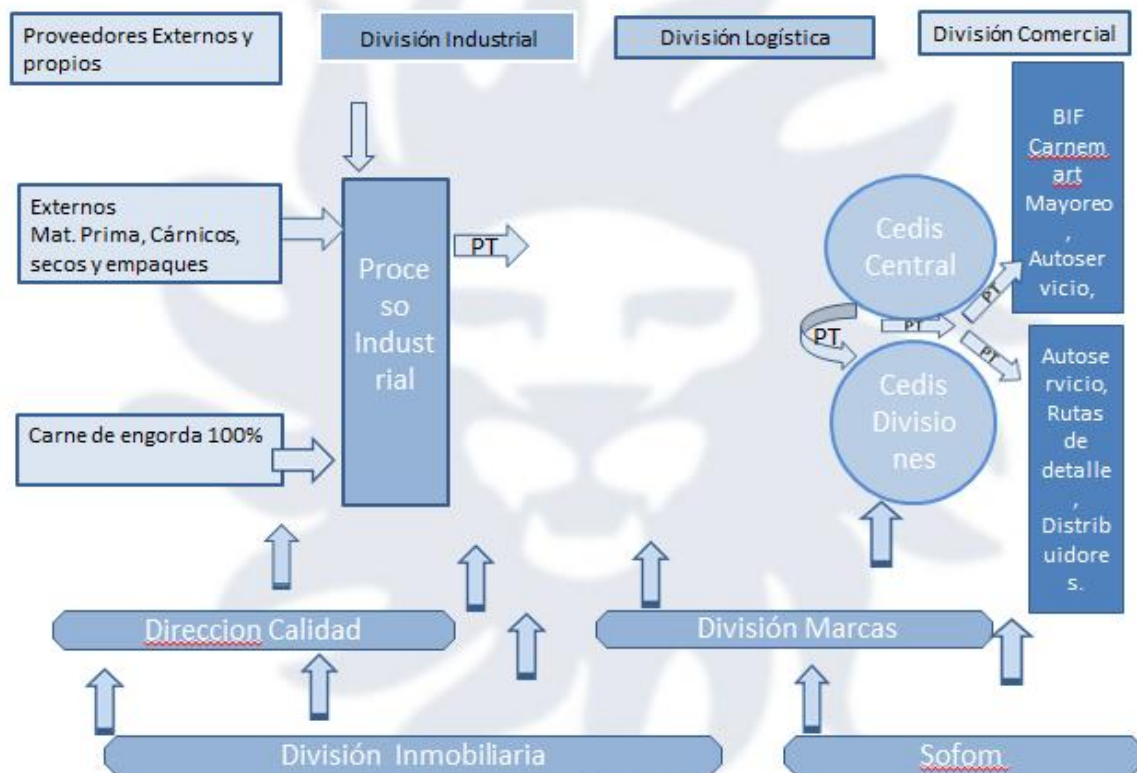 Proveedores Externos y
propios
División Industrial
División Logística
División Comercial
BIF
Carnem
art
Mayoreo
,
Autoser
vicio,
Externos
Mat. Prima, Cárnicos,
secos y empaques
Proce
so
Indust
rial
PT
Cedis
Central
PT
PT
PT
PT
Cedis
Divisio
nes
Autose
rvicio,
Rutas
de
detalle
,
Distrib
uidore
s.
Carne de engorda 100%
Direccion Calidad
División Marcas
División  Inmobiliaria
Sofom